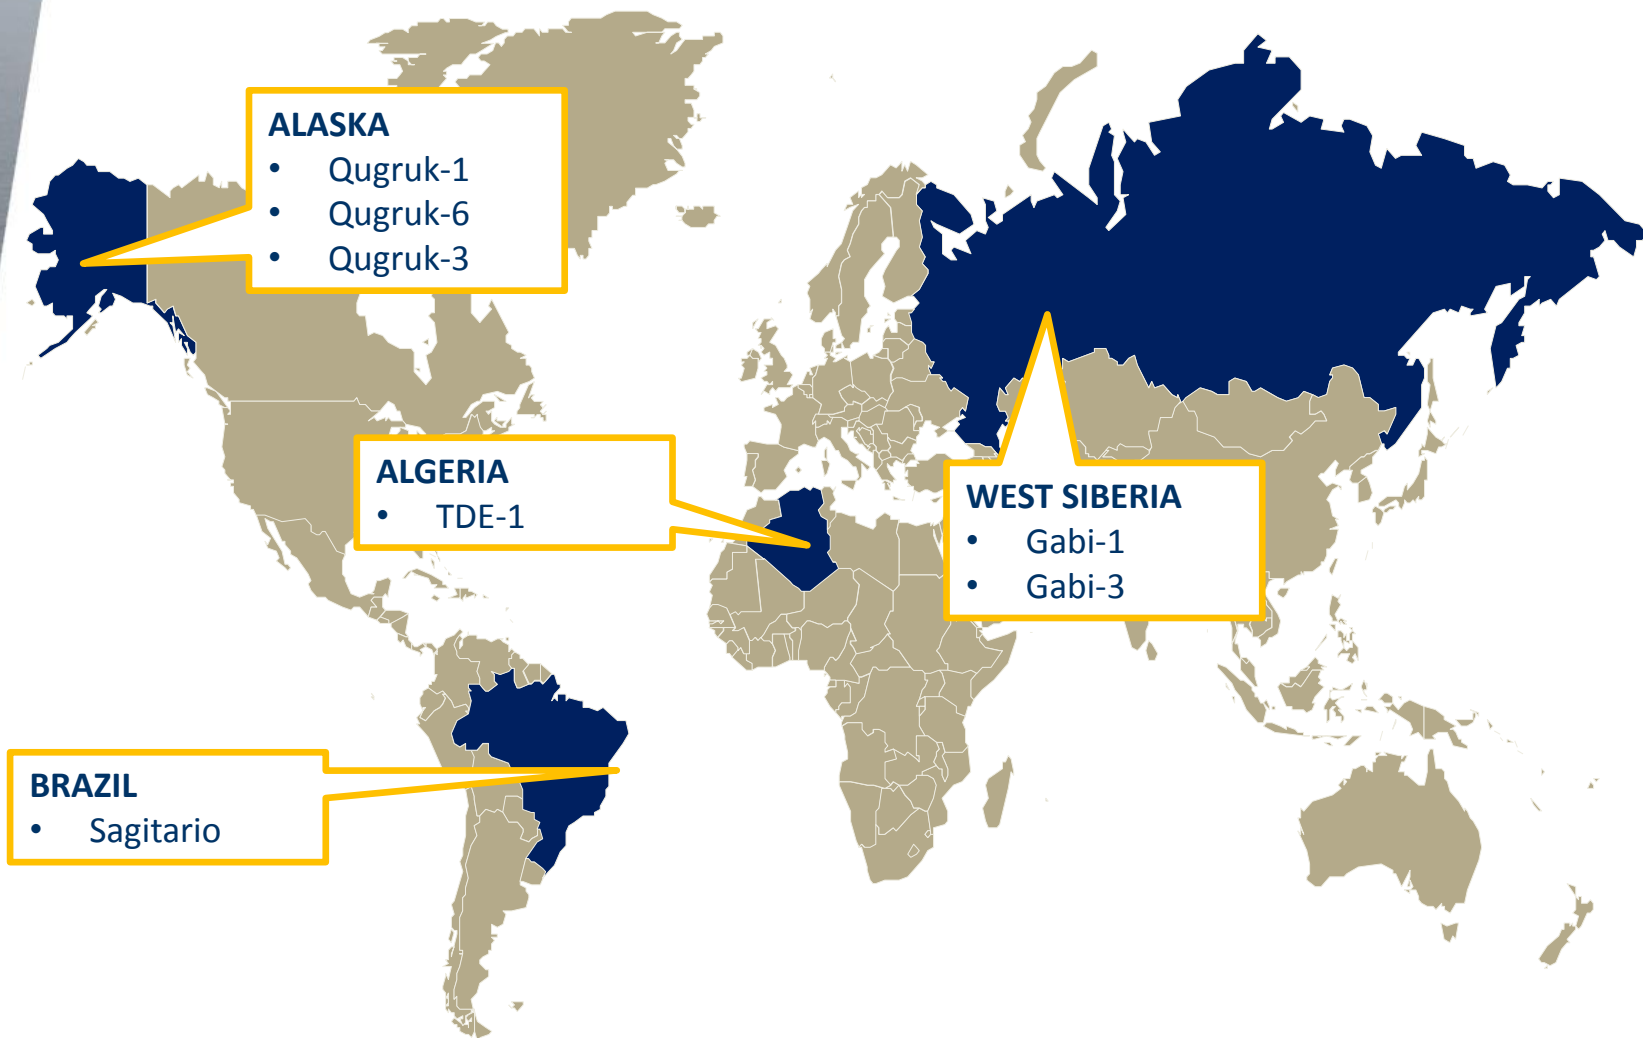 ALASKA
• Qugruk-1
• Qugruk-6
• Qugruk-3
ALGERIA
• TDE-1
WEST SIBERIA
• Gabi-1
• Gabi-3
BRAZIL
• Sagitario